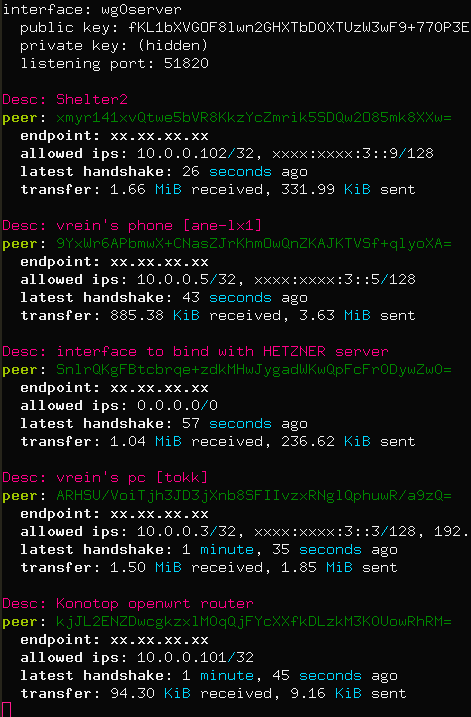 interface: wg0server
  public key: fKL1bXVGOF8lwn2GHXTbDOXTUzW3wF9+77OP3E
  private key: (hidden)
  listening port: 51820
Desc: Shelter2
peer: xmyr141xvQtwe5bVR8KkzYcZmrik5SDQw2O85mk8XXw=
  endpoint: xx.xx.xx.xx
  allowed ips: 10.0.0.102/32, xxxx:xxxx:3::9/128
  latest handshake: 26 seconds ago
  transfer: 1.66 MiB received, 331.99 KiB sent
Desc: vrein's phone [ane-lx1]
peer: 9YxWr6APbmwX+CNasZJrKhmOwQnZKAJKTVSf+qlyoXA=
  endpoint: xx.xx.xx.xx
  allowed ips: 10.0.0.5/32, xxxx:xxxx:3::5/128
  latest handshake: 43 seconds ago
  transfer: 885.38 KiB received, 3.63 MiB sent
Desc: interface to bind with HETZNER server
peer: SnlrQKgFBtcbrqe+zdkMHwJygadWKwQpFcFrODywZwO=
  endpoint: xx.xx.xx.xx
  allowed ips: 0.0.0.0/0
  latest handshake: 57 seconds ago
  transfer: 1.04 MiB received, 236.62 KiB sent
Desc: vrein's pc [tokk]
peer: ARHSU/VoiTjh3JD3jXnb8SFIIvzxRNglQphuwR/a9zQ=
  endpoint: xx.xx.xx.xx
  allowed ips: 10.0.0.3/32, xxxx:xxxx:3::3/128, 192.
  latest handshake: 1 minute, 35 seconds ago
  transfer: 1.50 MiB received, 1.85 MiB sent
Desc: Konotop openwrt router
peer: kjJL2ENZDwcgkzxlMOqQjFYcXXfkDLzkM3KOUowRhRM=
  endpoint: xx.xx.xx.xx
  allowed ips: 10.0.0.101/32
  latest handshake: 1 minute, 45 seconds ago
  transfer: 94.30 KiB received, 9.16 KiB sent